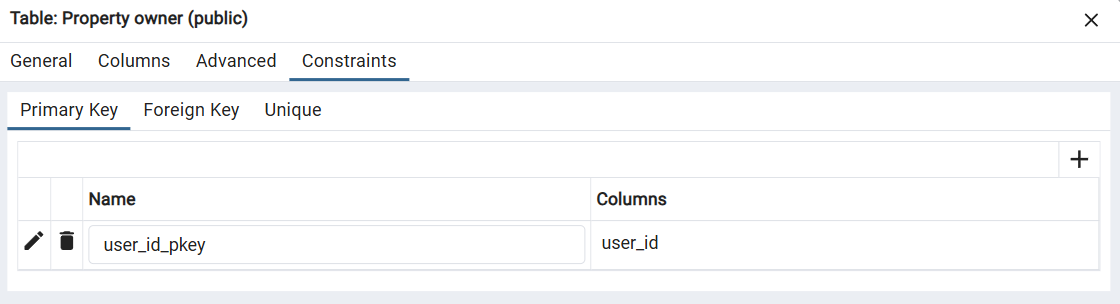 Table: Property owner (public)
General Columns Advanced Constraints
Primary Key Foreign Key Unique
Name Columns
user_id_pkey user_id